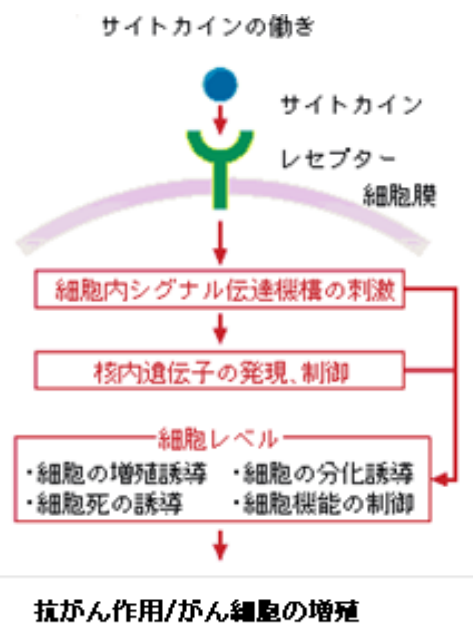 サイトカインの働き
サイトカイン
レセプター
細胞膜
細胞内シグナル伝達機構の刺激
核内遺伝子の発現、制御
細胞レベル
・細胞の増殖誘導 ・細胞の分化誘導
・細胞死の誘導 ・細胞機能の制御
抗がん作用/がん細胞の増殖